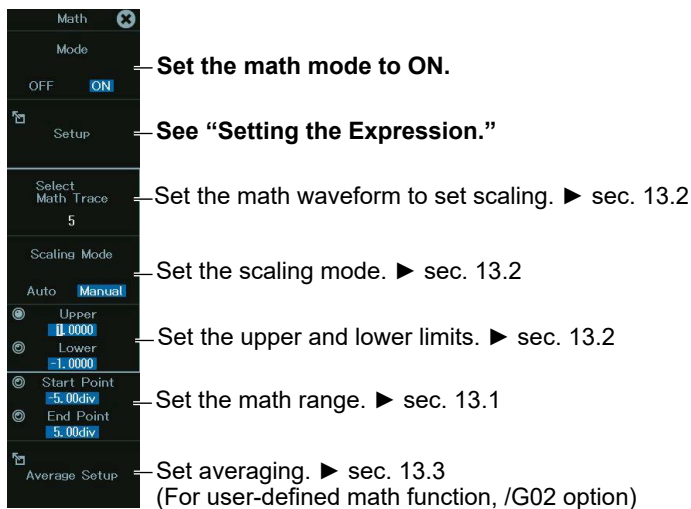 Math
Mode
OFF ON
Set the math mode to ON.
Setup
See “Setting the Expression.”
Select
Math Trace
5
Set the math waveform to set scaling. ► sec. 13.2
Scaling Mode
Auto Manual
Set the scaling mode. ► sec. 13.2
Upper
1.0000
Lower
-1.0000
Set the upper and lower limits. ► sec. 13.2
Start Point
-5.00div
End Point
5.00div
Set the math range. ► sec. 13.1
Average Setup
Set averaging. ► sec. 13.3
(For user-defined math function, /G02 option)